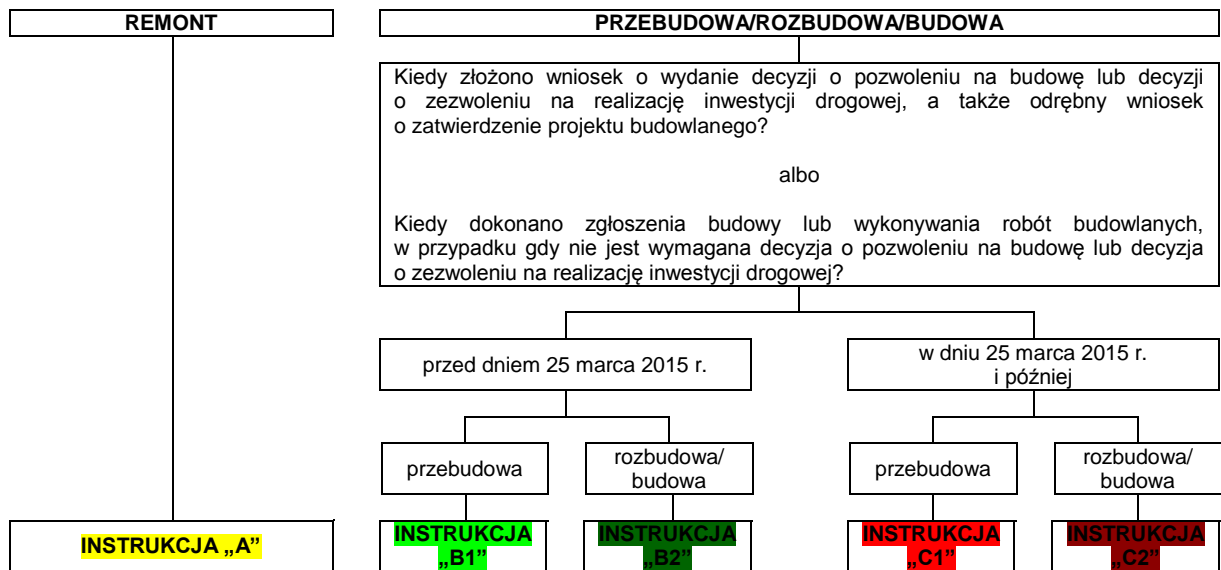 REMONT
PRZEBUDOWA/ROZBUDOWA/BUDOWA
Kiedy złożono wniosek o wydanie decyzji o pozwoleniu na budowę lub decyzji
o zezwoleniu na realizację inwestycji drogowej, a także odrębny wniosek
o zatwierdzenie projektu budowlanego?
albo
Kiedy dokonano zgłoszenia budowy lub wykonywania robót budowlanych,
w przypadku gdy nie jest wymagana decyzja o pozwoleniu na budowę lub decyzja
o zezwoleniu na realizację inwestycji drogowej?
przed dniem 25 marca 2015 r.
w dniu 25 marca 2015 r.
i później
przebudowa
rozbudowa/
budowa
przebudowa
rozbudowa/
budowa
INSTRUKCJA „A”
INSTRUKCJA
„B1”
INSTRUKCJA
„B2”
INSTRUKCJA
„C1”
INSTRUKCJA
„C2”